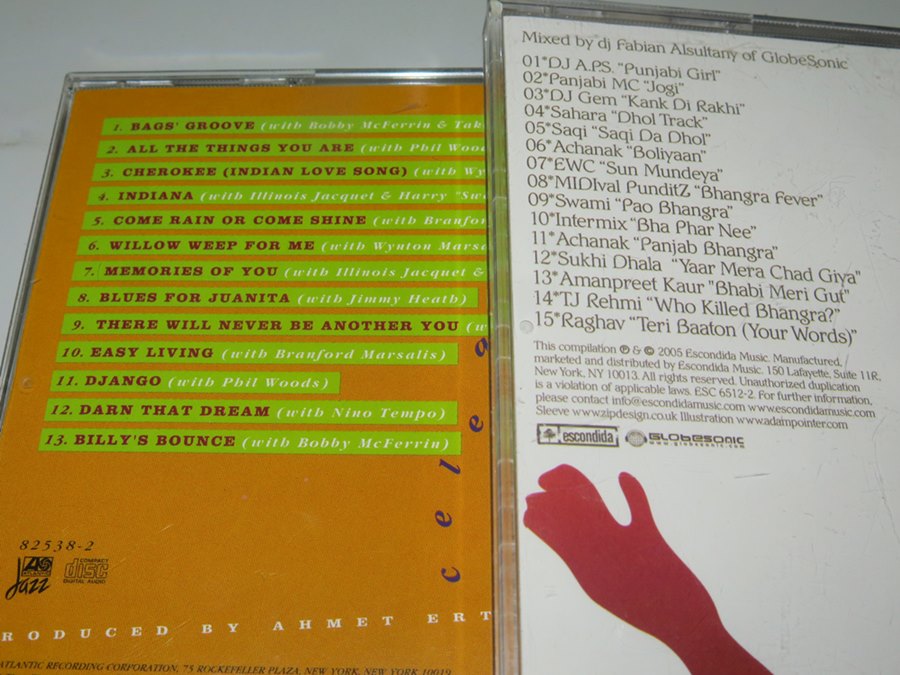 1. BAGS' GROOVE (with Bobby McFerrin & Tak
2. ALL THE THINGS YOU ARE (with Phil Woo
3. CHEROKEE (INDIAN LOVE SONG) (with Wy
4. INDIANA (with Illinois Jacquet & Harry "Sw
5. COME RAIN OR COME SHINE (with Branfor
6. WILLOW WEEP FOR ME (with Wynton Marsa
7. MEMORIES OF YOU (with Illinois Jacquet &
8. BLUES FOR JUANITA (with Jimmy Heath)
9. THERE WILL NEVER BE ANOTHER YOU (w
10. EASY LIVING (with Branford Marsalis)
11. DJANGO (with Phil Woods)
12. DARN THAT DREAM (with Nino Tempo)
13. BILLY'S BOUNCE (with Bobby McFerrin)
celeg
82538-2
ATLANTIC
Jazz
COMPACT
disc
DIGITAL AUDIO
RODUCED BY AHMET ERT
ATLANTIC RECORDING CORPORATION, 75 ROCKEFELLER PLAZA, NEW YORK, NEW YORK 10019
Mixed by dj Fabian Alsultany of GlobeSonic
01*DJ A.P.S. "Punjabi Girl"
02*Panjabi MC "Jogi"
03*DJ Gem "Kank Di Rakhi"
04*Sahara "Dhol Track"
05*Saqi "Saqi Da Dhol"
06*Achanak "Boliyaan"
07*EWC "Sun Mundeya"
08*MIDIval PunditZ "Bhangra Fever"
09*Swami "Pao Bhangra"
10*Intermix "Bha Phar Nee"
11*Achanak "Panjab Bhangra"
12*Sukhi Dhala "Yaar Mera Chad Giya"
13*Amanpreet Kaur "Bhabi Meri Gut"
14*TJ Rehmi "Who Killed Bhangra?"
15*Raghav "Teri Baaton (Your Words)"
This compilation ℗ & © 2005 Escondida Music. Manufactured,
marketed and distributed by Escondida Music. 150 Lafayette, Suite 11R,
New York, NY 10013. All rights reserved. Unauthorized duplication
is a violation of applicable laws. ESC 6512-2. For further information,
please contact info@escondidamusic.com www.escondidamusic.com
Sleeve www.zipdesign.co.uk Illustration www.adampointer.com
escondida GLOBESONIC
www.globesonic.com